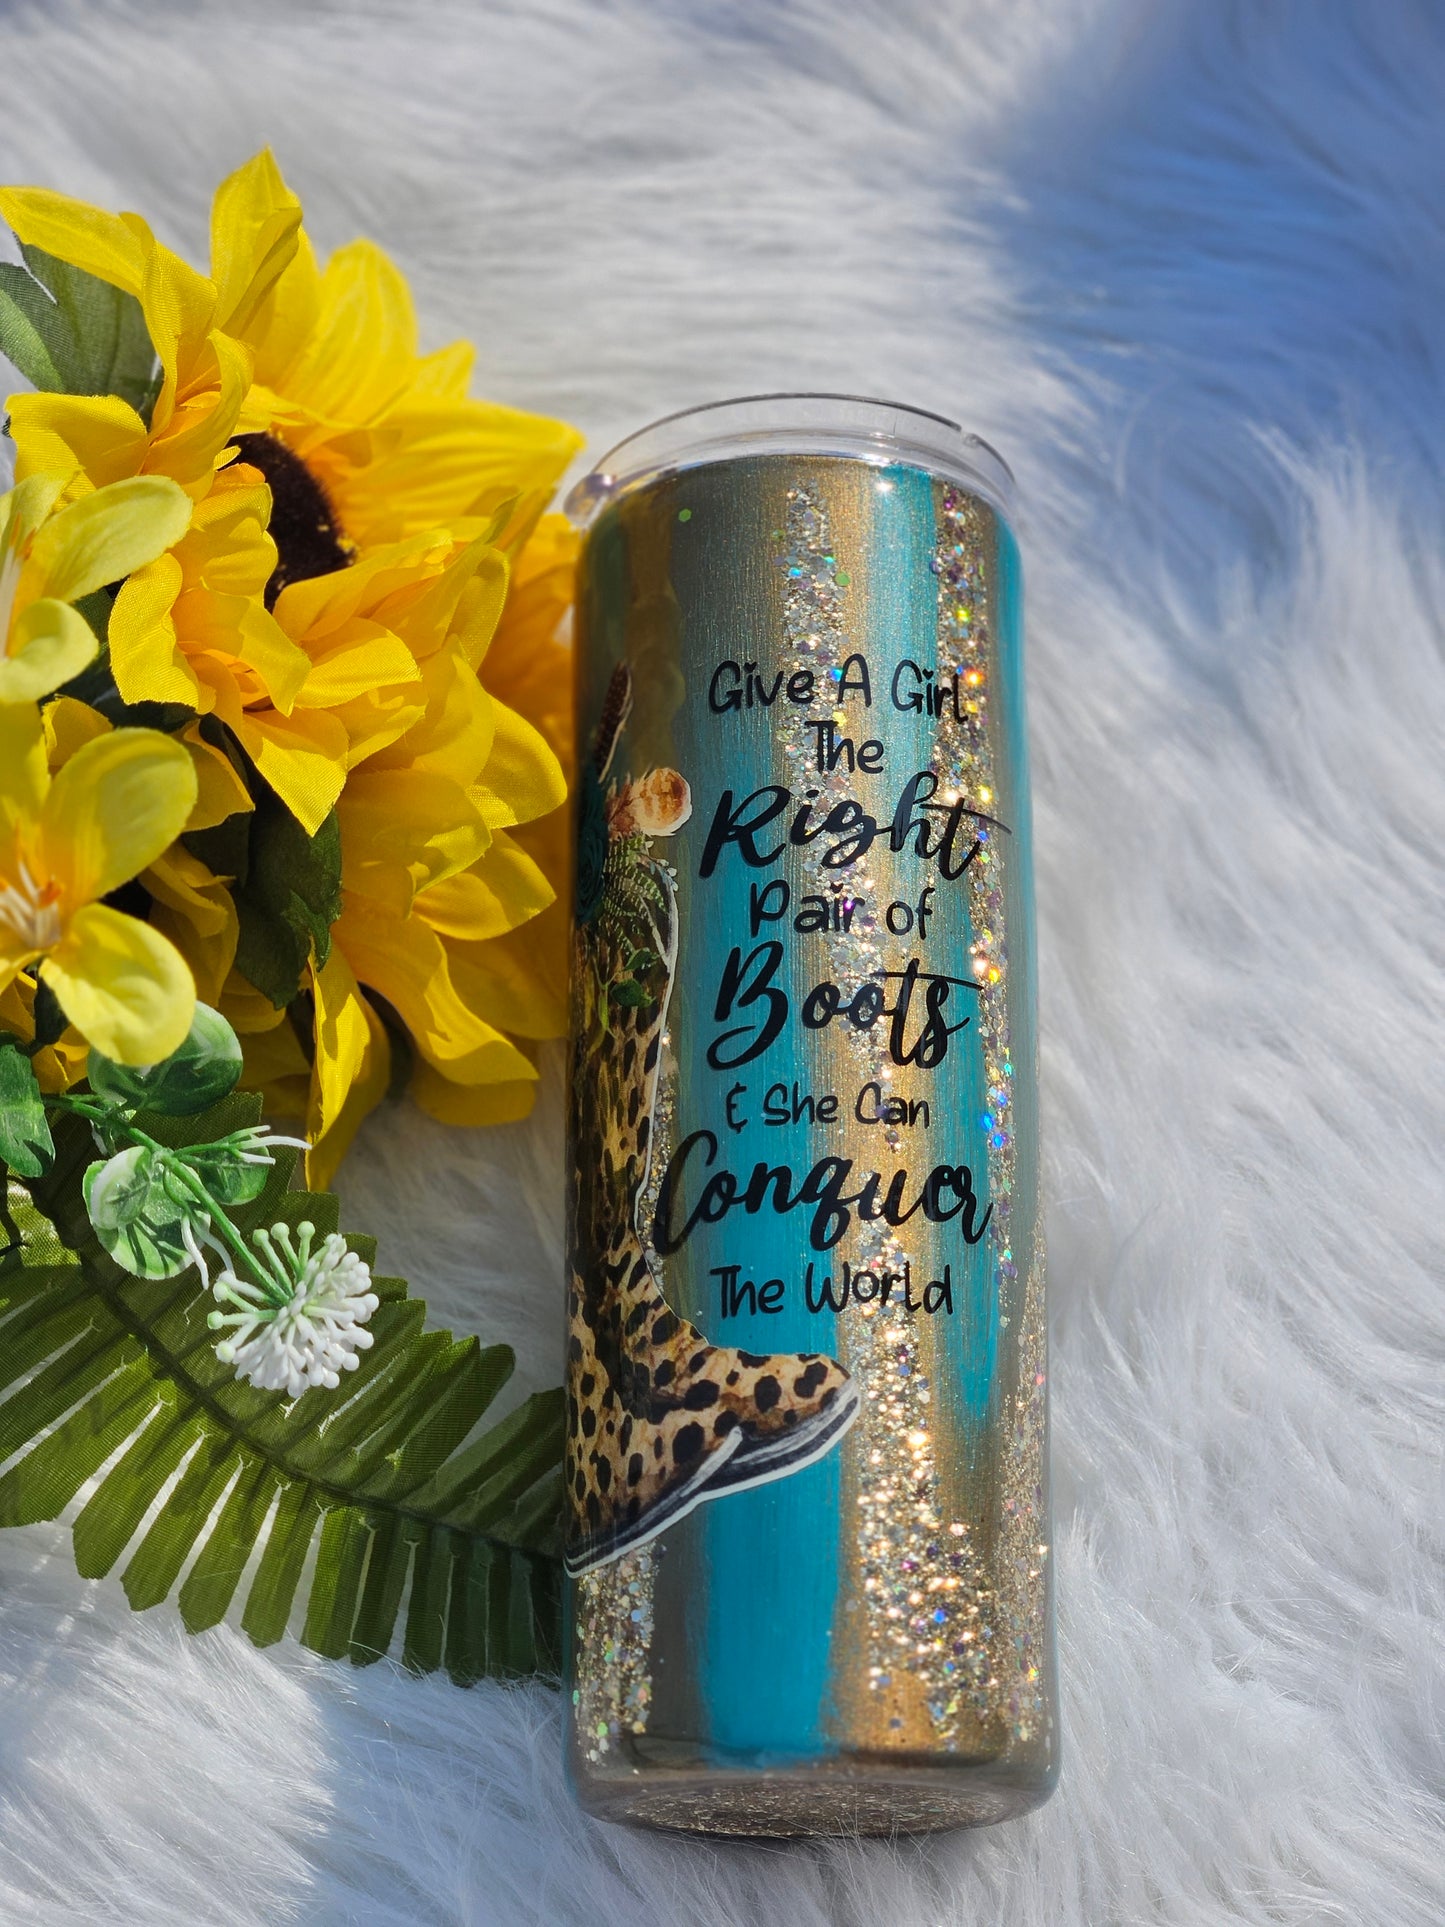 Give A Girl
The
Right
Pair of
Boots
& She Can
Conquer
The World